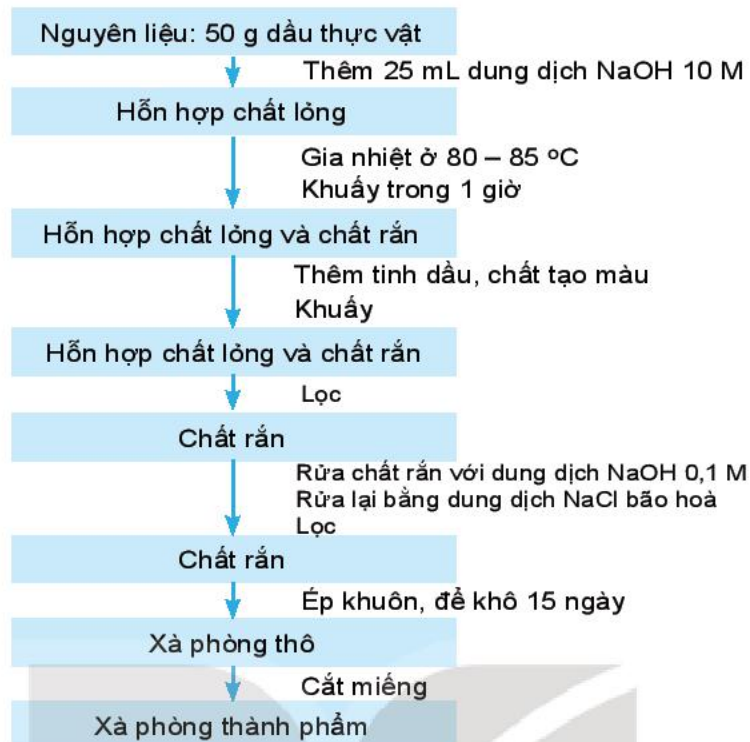 Nguyên liệu: 50 g dầu thực vật
Thêm 25 mL dung dịch NaOH 10 M
Hỗn hợp chất lỏng
Gia nhiệt ở 80 – 85 ºC
Khuấy trong 1 giờ
Hỗn hợp chất lỏng và chất rắn
Thêm tinh dầu, chất tạo màu
Khuấy
Hỗn hợp chất lỏng và chất rắn
Lọc
Chất rắn
Rửa chất rắn với dung dịch NaOH 0,1 M
Rửa lại bằng dung dịch NaCl bão hoà
Lọc
Chất rắn
Ép khuôn, để khô 15 ngày
Xà phòng thô
Cắt miếng
Xà phòng thành phẩm